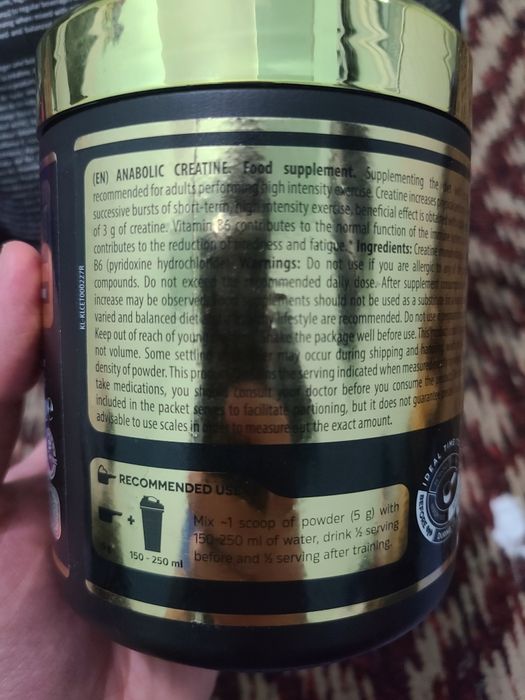 (EN) ANABOLIC CREATINE. Food supplement. Supplementing the diet
recommended for adults performing high intensity exercise. Creatine increases
successive bursts of short-term, high intensity exercise, beneficial effect is obtained
of 3 g of creatine. Vitamin B6 contributes to the normal function of the immune
contributes to the reduction of tiredness and fatigue.* Ingredients: Creatine
B6 (pyridoxine hydrochloride). Warnings: Do not use if you are allergic to any of the
compounds. Do not exceed the recommended daily dose. After supplement
increase may be observed. Food supplements should not be used as a substitute
varied and balanced diet and healthy lifestyle are recommended. Do not use
Keep out of reach of young Shake the package well before use. This product
not volume. Some settling may occur during shipping and
density of powder. This product the serving indicated when measured
take medications, you should consult your doctor before you consume the
included in the packet serves to facilitate portioning, but it does not guarantee
advisable to use scales in order to measure out the exact amount.
KL-KLCET000227R
RECOMMENDED USE
+
150 - 250 ml
Mix ~1 scoop of powder (5 g) with
150-250 ml of water, drink ½ serving
before and ½ serving after training.
IDEAL TIME